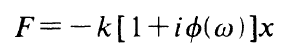 F = −k[1 + iϕ(ω)]x